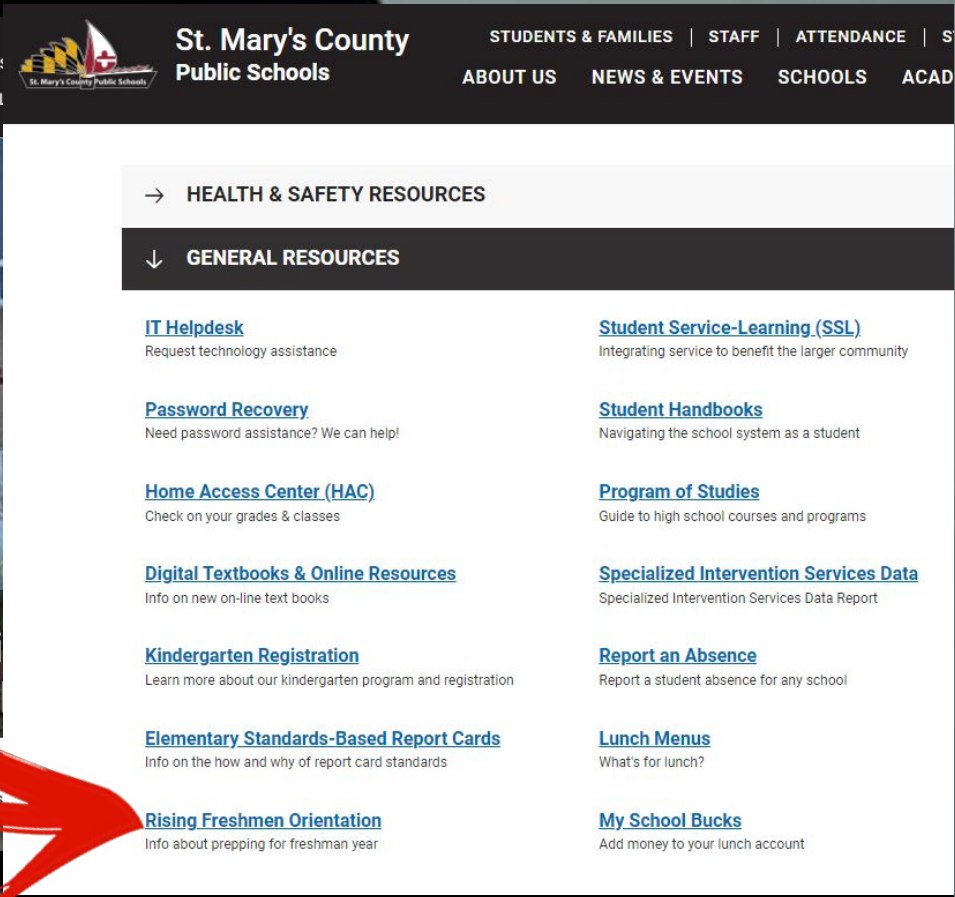 St. Mary's County Public Schools
St. Mary's County
Public Schools
STUDENTS & FAMILIES | STAFF | ATTENDANCE |
ABOUT US NEWS & EVENTS SCHOOLS ACAD
→ HEALTH & SAFETY RESOURCES
↓ GENERAL RESOURCES
IT Helpdesk
Request technology assistance
Password Recovery
Need password assistance? We can help!
Home Access Center (HAC)
Check on your grades & classes
Digital Textbooks & Online Resources
Info on new on-line text books
Kindergarten Registration
Learn more about our kindergarten program and registration
Elementary Standards-Based Report Cards
Info on the how and why of report card standards
Rising Freshmen Orientation
Info about prepping for freshman year
Student Service-Learning (SSL)
Integrating service to benefit the larger community
Student Handbooks
Navigating the school system as a student
Program of Studies
Guide to high school courses and programs
Specialized Intervention Services Data
Specialized Intervention Services Data Report
Report an Absence
Report a student absence for any school
Lunch Menus
What's for lunch?
My School Bucks
Add money to your lunch account